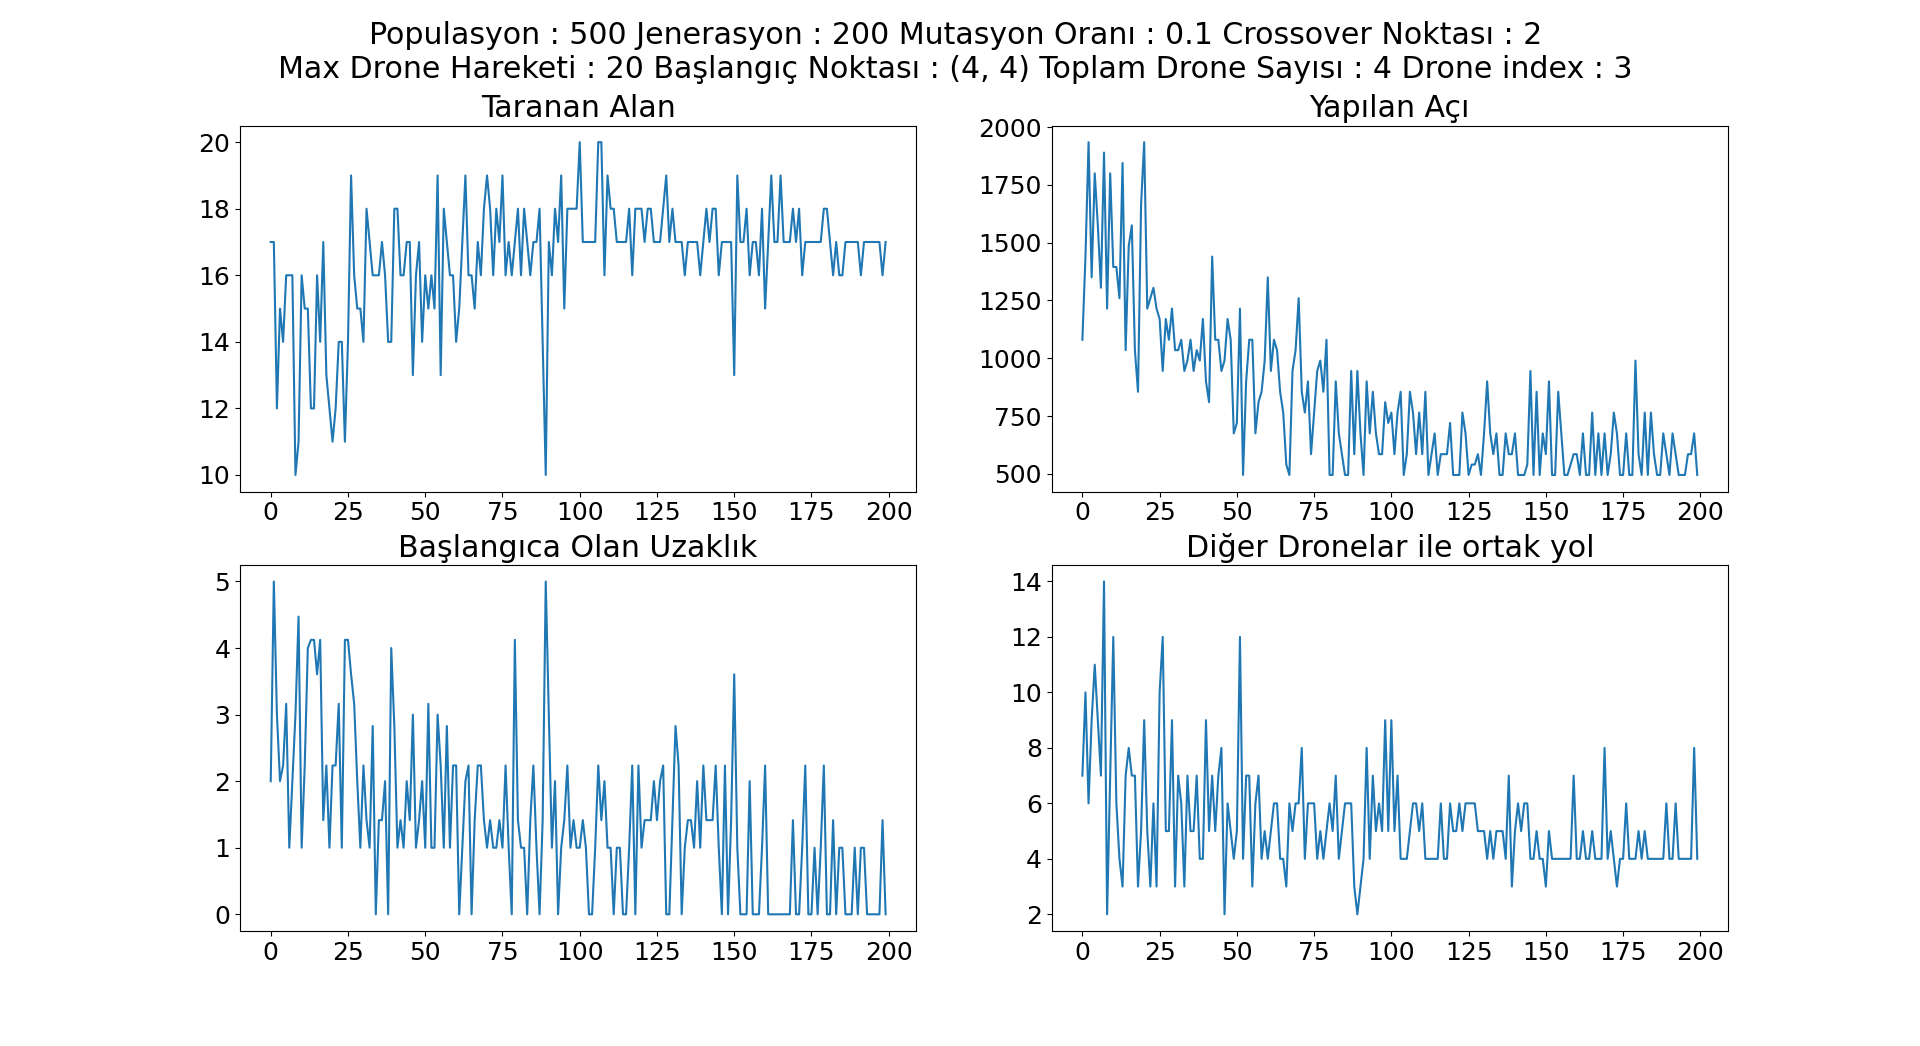 Populasyon : 500 Jenerasyon : 200 Mutasyon Oranı : 0.1 Crossover Noktası : 2
Max Drone Hareketi : 20 Başlangıç Noktası : (4, 4) Toplam Drone Sayısı : 4 Drone index : 3
Taranan Alan
20
18
16
14
12
10
0 25 50 75 100 125 150 175 200
Yapılan Açı
2000
1750
1500
1250
1000
750
500
0 25 50 75 100 125 150 175 200
Başlangıca Olan Uzaklık
5
4
3
2
1
0
0 25 50 75 100 125 150 175 200
Diğer Dronelar ile ortak yol
14
12
10
8
6
4
2
0 25 50 75 100 125 150 175 200